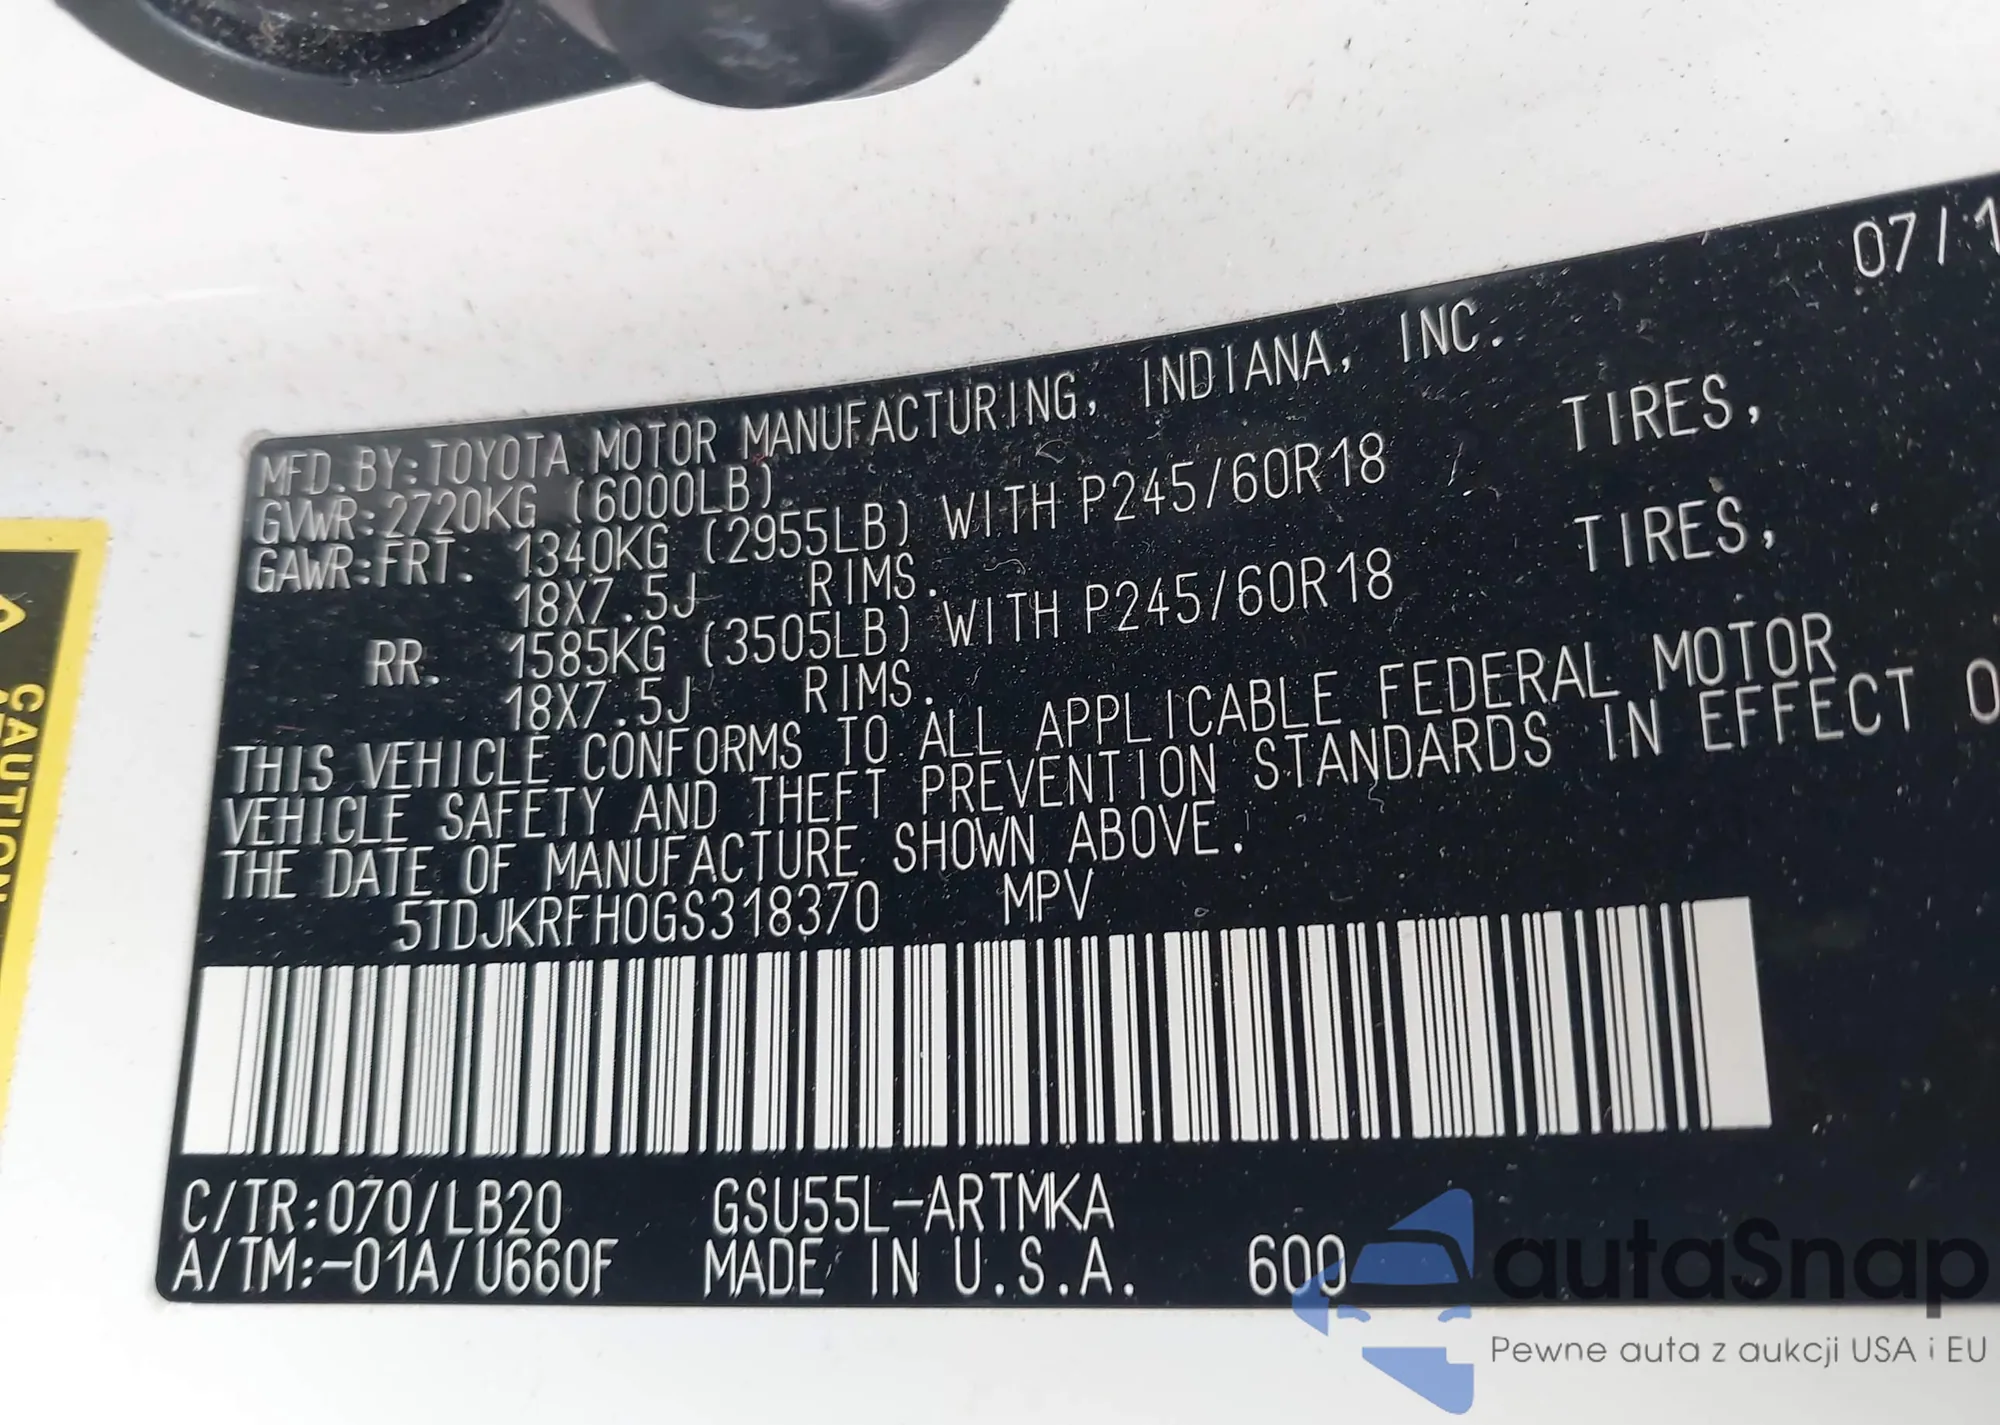 07/1
MFD.BY:TOYOTA MOTOR MANUFACTURING, INDIANA, INC.
GVWR:2720KG (6000LB)
GAWR:FRT. 1340KG (2955LB) WITH P245/60R18 TIRES,
18X7.5J RIMS.
RR. 1585KG (3505LB) WITH P245/60R18 TIRES,
18X7.5J RIMS.
THIS VEHICLE CONFORMS TO ALL APPLICABLE FEDERAL MOTOR
VEHICLE SAFETY AND THEFT PREVENTION STANDARDS IN EFFECT O
THE DATE OF MANUFACTURE SHOWN ABOVE.
5TDJKRFH0GS318370 MPV
C/TR:070/LB20 GSU55L-ARTMKA
A/TM:-01A/U660F MADE IN U.S.A. 600
CAUTION
autaSnap
Pewne auta z aukcji USA i EU